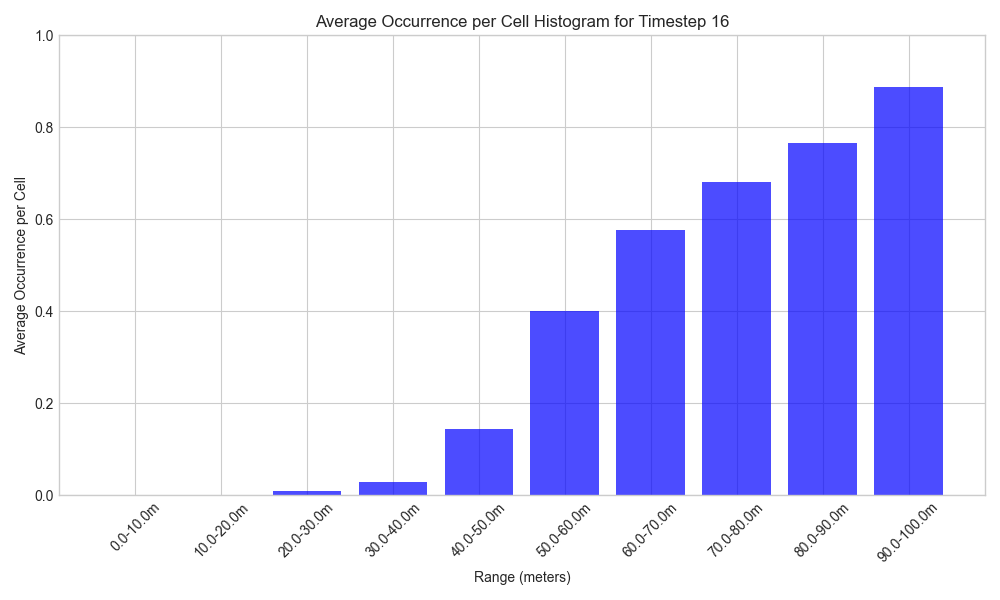 Average Occurrence per Cell Histogram for Timestep 16
1.0
0.8
0.6
0.4
0.2
0.0
Average Occurrence per Cell
0.0-10.0m
10.0-20.0m
20.0-30.0m
30.0-40.0m
40.0-50.0m
50.0-60.0m
60.0-70.0m
70.0-80.0m
80.0-90.0m
90.0-100.0m
Range (meters)